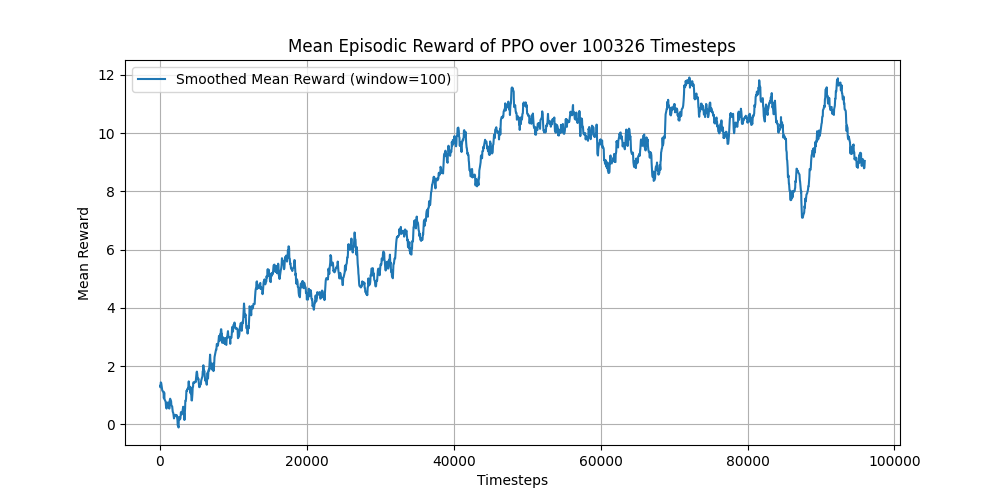 Mean Episodic Reward of PPO over 100326 Timesteps
Smoothed Mean Reward (window=100)
Mean Reward
12
10
8
6
4
2
0
0 20000 40000 60000 80000 100000
Timesteps